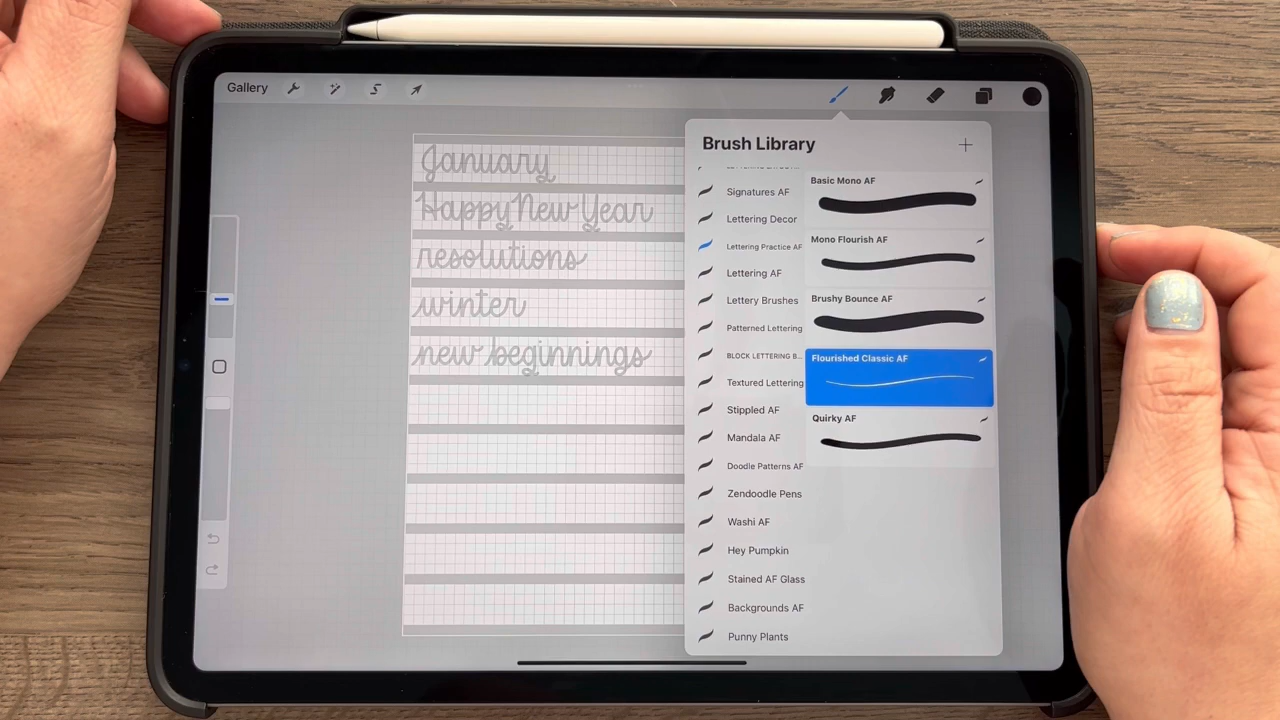 Gallery
Brush Library
January
Happy New Year
resolutions
winter
new beginnings
Signatures AF
Lettering Decor
Lettering Practice AF
Lettering AF
Lettery Brushes
Patterned Lettering
BLOCK LETTERING B...
Textured Lettering
Stippled AF
Mandala AF
Doodle Patterns AF
Zendoodle Pens
Washi AF
Hey Pumpkin
Stained AF Glass
Backgrounds AF
Punny Plants
Basic Mono AF
Mono Flourish AF
Brushy Bounce AF
Flourished Classic AF
Quirky AF